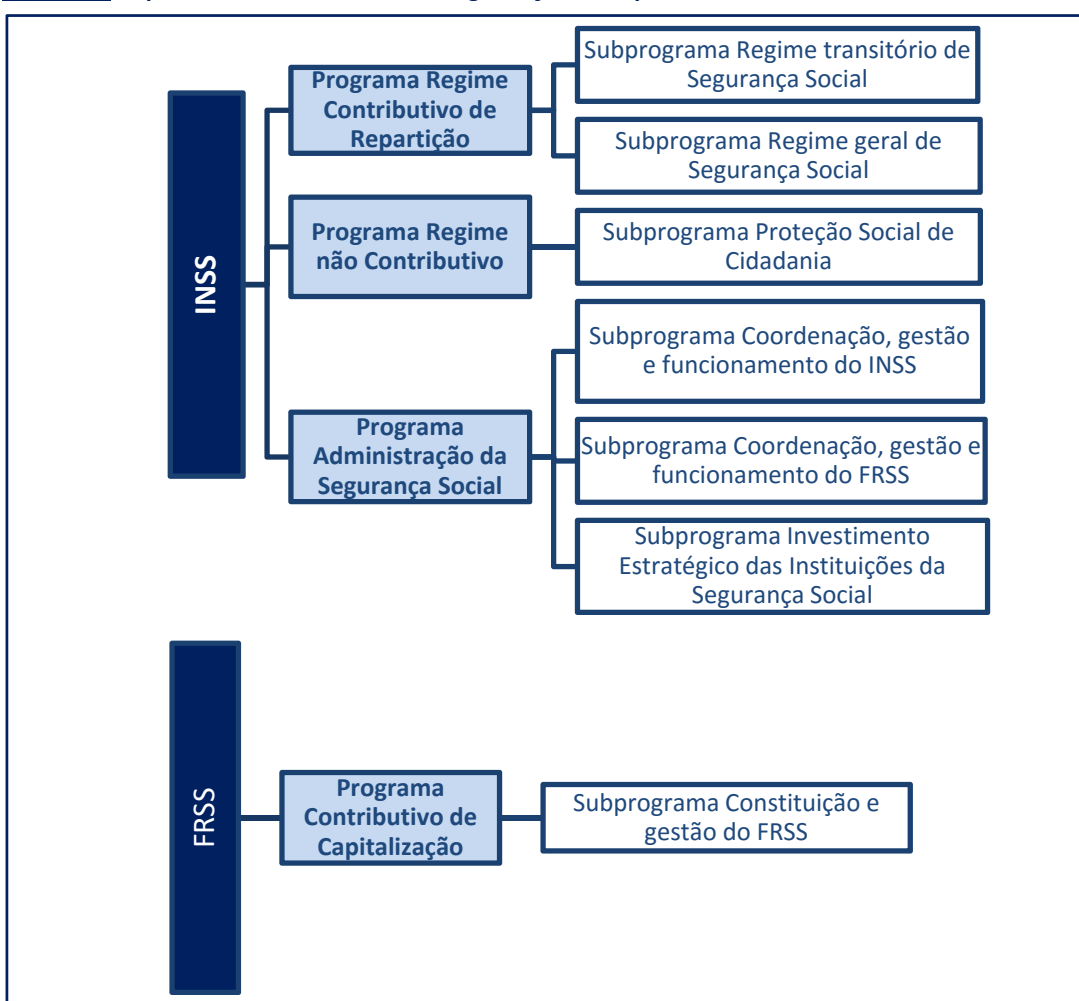 INSS
Programa Regime
Contributivo de
Repartição
Subprograma Regime transitório de
Segurança Social
Subprograma Regime geral de
Segurança Social
Programa Regime
não Contributivo
Subprograma Proteção Social de
Cidadania
Programa
Administração da
Segurança Social
Subprograma Coordenação, gestão
e funcionamento do INSS
Subprograma Coordenação, gestão e
funcionamento do FRSS
Subprograma Investimento
Estratégico das Instituições da
Segurança Social
FRSS
Programa
Contributivo de
Capitalização
Subprograma Constituição e
gestão do FRSS